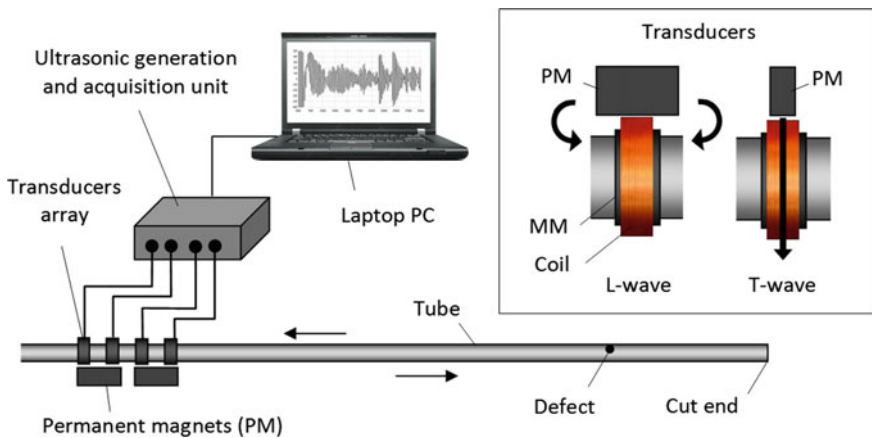 Ultrasonic generation
and acquisition unit
Transducers
array
Laptop PC
Tube
Defect
Cut end
Permanent magnets (PM)
Transducers
PM
PM
MM
Coil
L-wave
T-wave